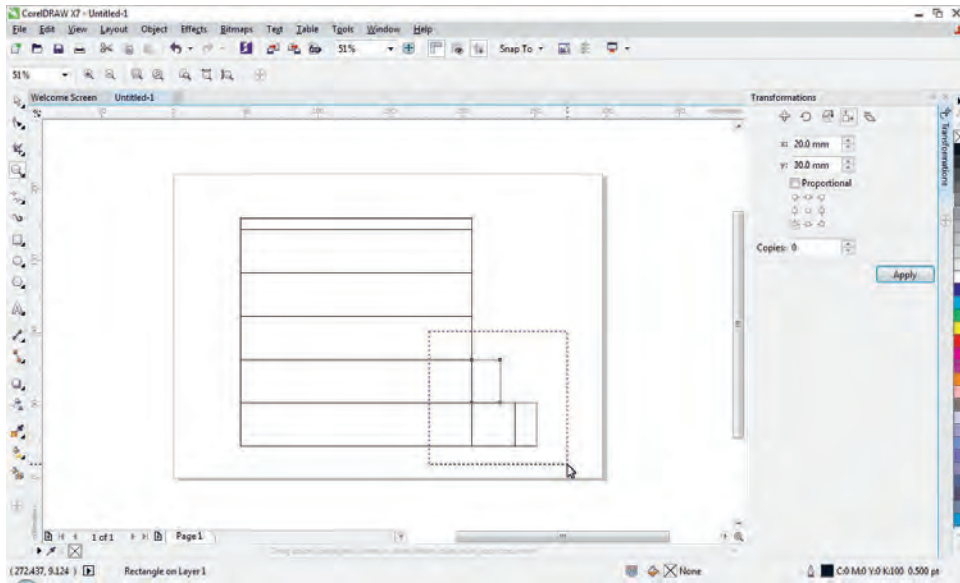 CorelDRAW X7 - Untitled-1
File Edit View Layout Object Effects Bitmaps Text Table Tools Window Help
51% Snap To
51%
Welcome Screen Untitled-1
Transformations
x: 20.0 mm
y: 30.0 mm
Proportional
Copies: 0
Apply
Transformations
1 of 1 Page 1
(272.437, 9.124 ) Rectangle on Layer 1 None C:0 M:0 Y:0 K:100 0.500 pt